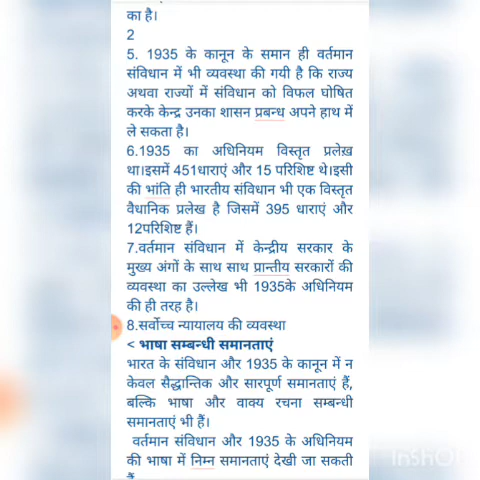 का है।
2
5. 1935 के कानून के समान ही वर्तमान
संविधान में भी व्यवस्था की गयी है कि राज्य
अथवा राज्यों में संविधान को विफल घोषित
करके केन्द्र उनका शासन प्रबन्ध अपने हाथ में
ले सकता है।
6.1935 का अधिनियम विस्तृत प्रलेख़
था।इसमें 451धाराएं और 15 परिशिष्ट थे।इसी
की भांति ही भारतीय संविधान भी एक विस्तृत
वैधानिक प्रलेख है जिसमें 395 धाराएं और
12परिशिष्ट हैं।
7.वर्तमान संविधान में केन्द्रीय सरकार के
मुख्य अंगों के साथ साथ प्रान्तीय सरकारों की
व्यवस्था का उल्लेख भी 1935के अधिनियम
की ही तरह है।
8.सर्वोच्च न्यायालय की व्यवस्था
< भाषा सम्बन्धी समानताएं
भारत के संविधान और 1935 के कानून में न
केवल सैद्धान्तिक और सारपूर्ण समानताएं हैं,
बल्कि भाषा और वाक्य रचना सम्बन्धी
समानताएं भी हैं।
वर्तमान संविधान और 1935 के अधिनियम
की भाषा में निम्न समानताएं देखी जा सकती